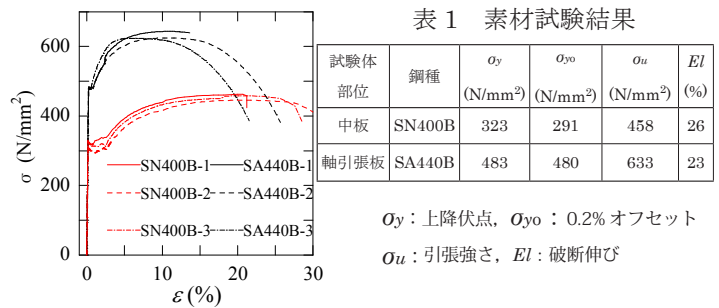 表 1　素材試験結果
試験体部位 鋼種 σy (N/mm²) σyo (N/mm²) σu (N/mm²) El (%)
中板 SN400B 323 291 458 26
軸引張板 SA440B 483 480 633 23
σy：上降伏点，σyo：0.2% オフセット
σu：引張強さ，El：破断伸び
σ (N/mm²)
600
400
200
0
SN400B-1 SA440B-1
SN400B-2 SA440B-2
SN400B-3 SA440B-3
0 5 10 15 20 25 30
ε(%)